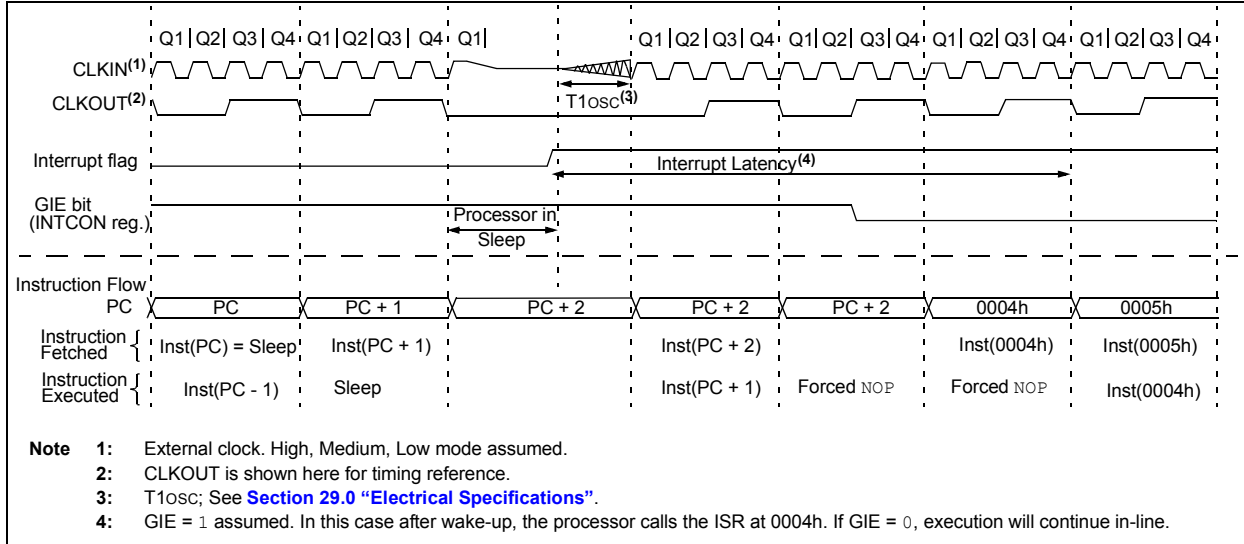 Q1| Q2| Q3| Q4 Q1| Q2| Q3| Q4 Q1| Q1| Q2| Q3| Q4 Q1| Q2| Q3| Q4 Q1| Q2| Q3| Q4 Q1| Q2| Q3| Q4
CLKIN(1)
T1OSC(3)
CLKOUT(2)
Interrupt flag
Interrupt Latency(4)
GIE bit
(INTCON reg.)
Processor in
Sleep
Instruction Flow
PC PC PC + 1 PC + 2 PC + 2 PC + 2 0004h 0005h
Instruction
Fetched
Inst(PC) = Sleep Inst(PC + 1) Inst(PC + 2) Inst(0004h) Inst(0005h)
Instruction
Executed
Inst(PC - 1) Sleep Inst(PC + 1) Forced NOP Forced NOP Inst(0004h)
Note 1: External clock. High, Medium, Low mode assumed.
2: CLKOUT is shown here for timing reference.
3: T1OSC; See Section 29.0 “Electrical Specifications”.
4: GIE = 1 assumed. In this case after wake-up, the processor calls the ISR at 0004h. If GIE = 0, execution will continue in-line.